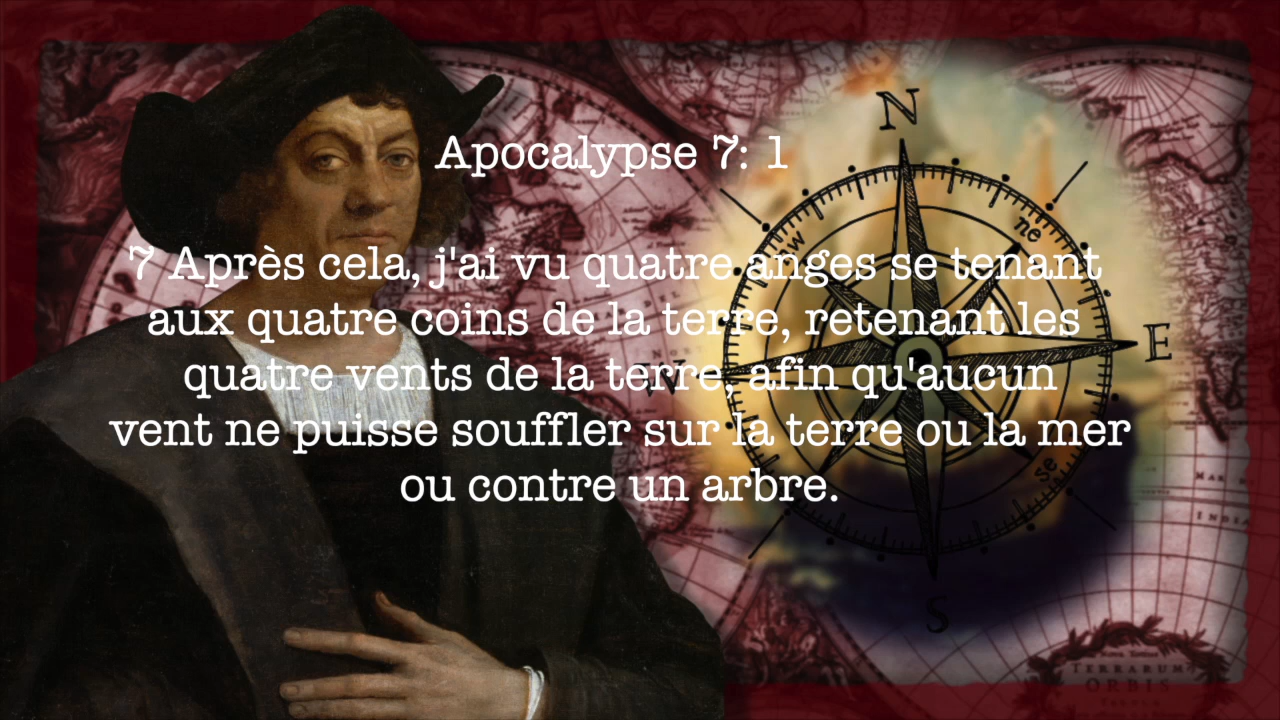 Apocalypse 7: 1
7 Après cela, j'ai vu quatre anges se tenant
aux quatre coins de la terre, retenant les
quatre vents de la terre, afin qu'aucun
vent ne puisse souffler sur la terre ou la mer
ou contre un arbre.
N
ne
E
W
se
S
nw
TERRARUM
ORBIS